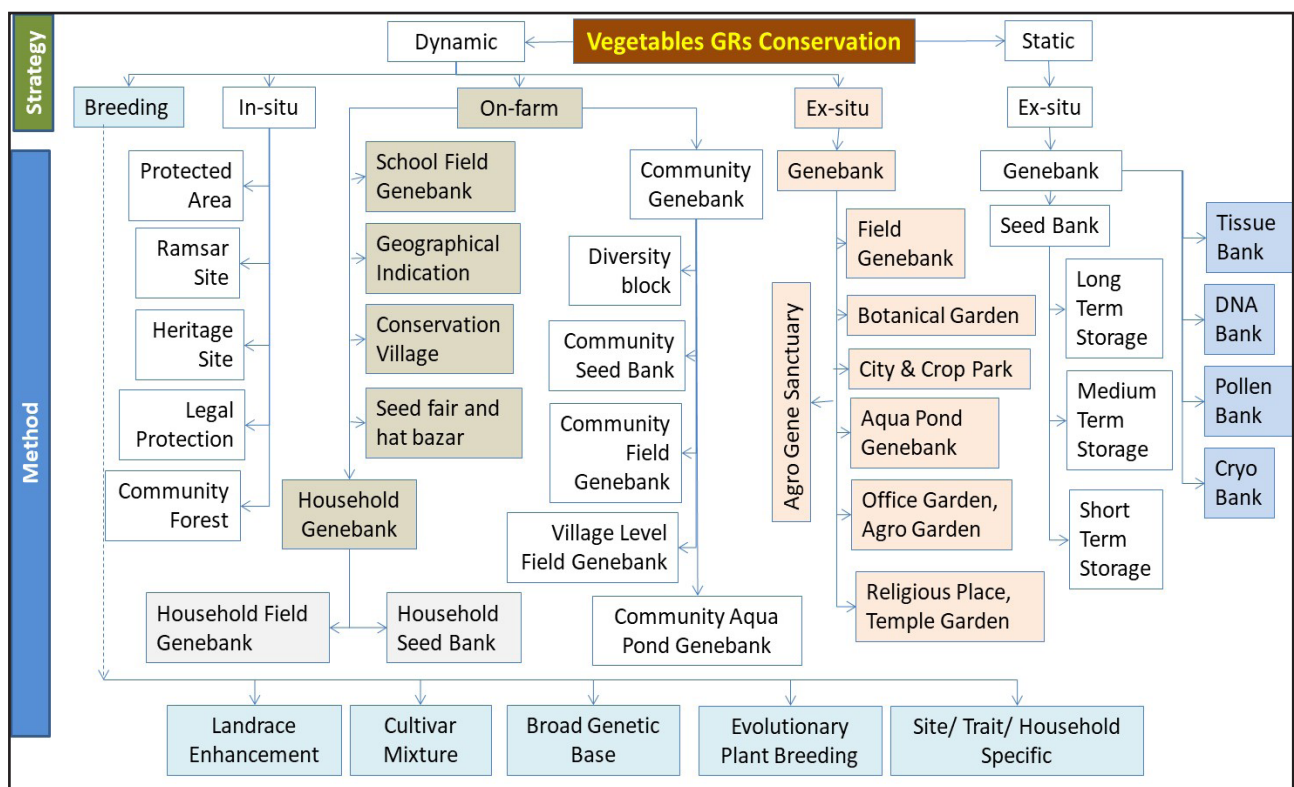 Strategy
Method
Vegetables GRs Conservation
Dynamic
Static
Breeding
In-situ
On-farm
Ex-situ
Ex-situ
Protected
Area
Ramsar
Site
Heritage
Site
Legal
Protection
Community
Forest
School Field
Genebank
Geographical
Indication
Conservation
Village
Seed fair and
hat bazar
Household
Genebank
Household Field
Genebank
Household
Seed Bank
Community
Genebank
Diversity
block
Community
Seed Bank
Community
Field
Genebank
Village Level
Field Genebank
Community Aqua
Pond Genebank
Genebank
Agro Gene Sanctuary
Field
Genebank
Botanical Garden
City & Crop Park
Aqua Pond
Genebank
Office Garden,
Agro Garden
Religious Place,
Temple Garden
Genebank
Seed Bank
Long
Term
Storage
Medium
Term
Storage
Short
Term
Storage
Tissue
Bank
DNA
Bank
Pollen
Bank
Cryo
Bank
Landrace
Enhancement
Cultivar
Mixture
Broad Genetic
Base
Evolutionary
Plant Breeding
Site/ Trait/ Household
Specific